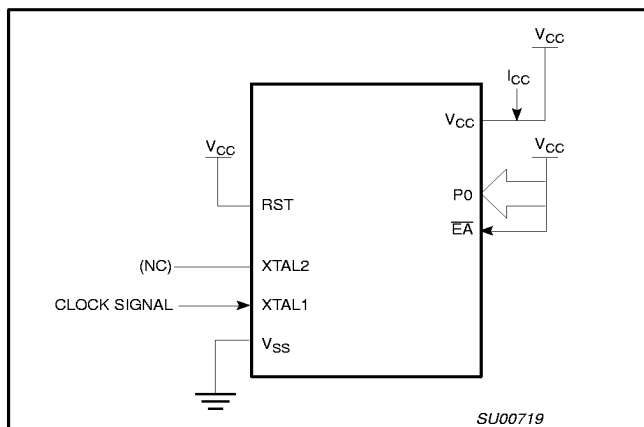 VCC
ICC
VCC
VCC
VCC
RST
P0
EA
(NC)
XTAL2
CLOCK SIGNAL
XTAL1
VSS
SU00719